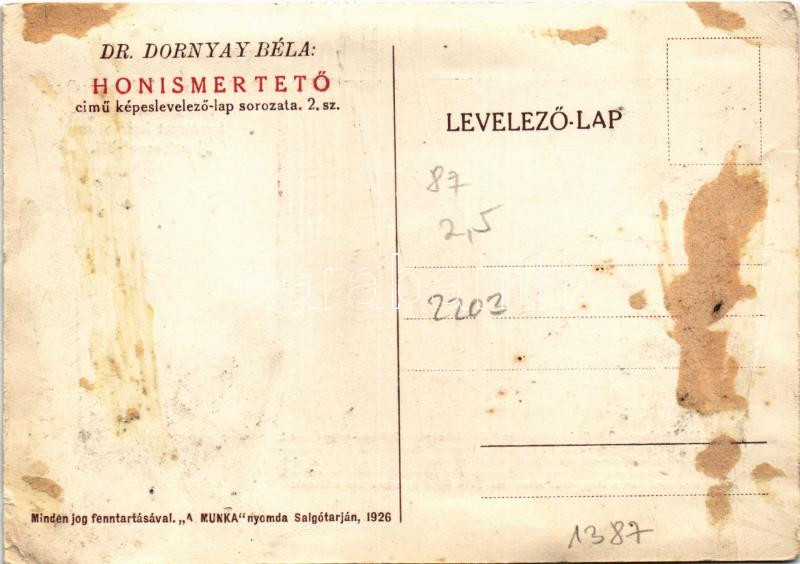 DR. DORNYAY BÉLA:
HONISMERTETŐ
cimű képeslevelező-lap sorozata. 2. sz.
LEVELEZŐ-LAP
87
2,5
2203
Minden jog fenntartásával. „A MUNKA“ nyomda Salgótarján, 1926
1387